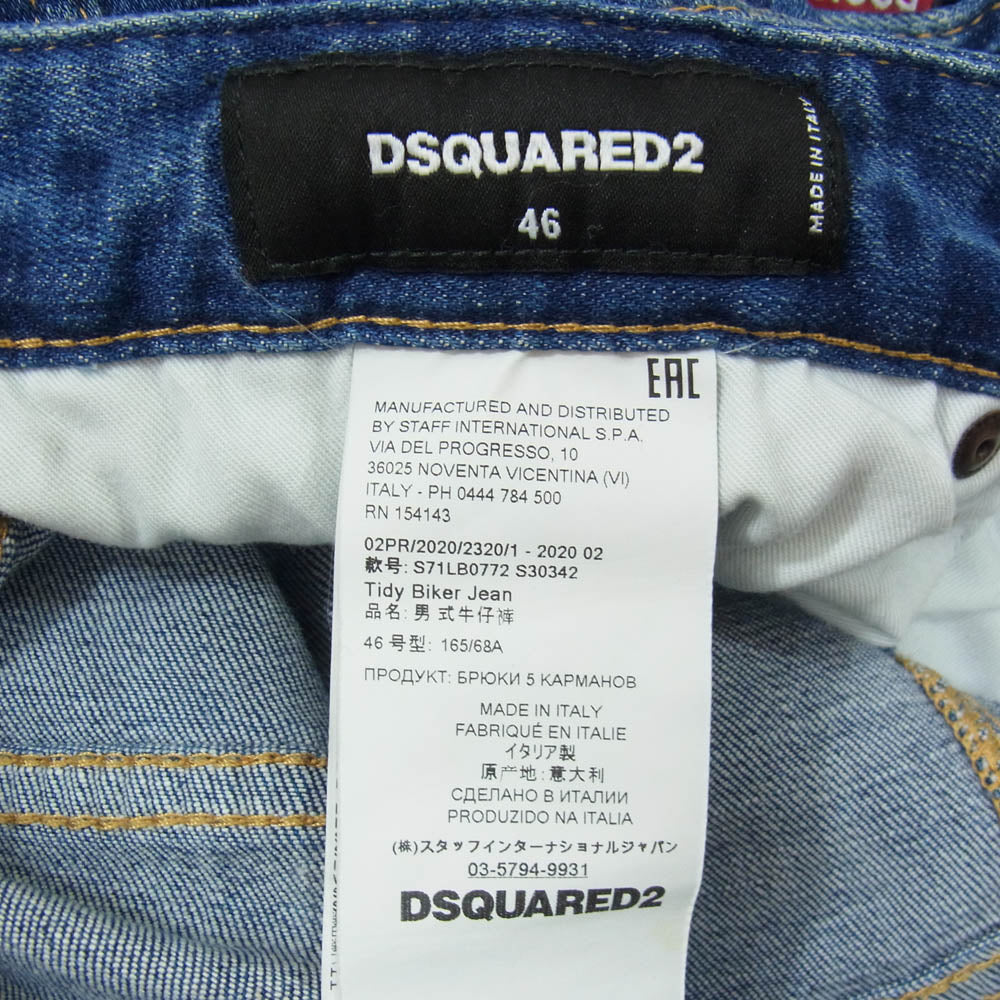 DSQUARED2
46
MADE IN ITALY
EAC
MANUFACTURED AND DISTRIBUTED
BY STAFF INTERNATIONAL S.P.A.
VIA DEL PROGRESSO, 10
36025 NOVENTA VICENTINA (VI)
ITALY - PH 0444 784 500
RN 154143
02PR/2020/2320/1 - 2020 02
款号: S71LB0772 S30342
Tidy Biker Jean
品名: 男 式牛仔裤
46 号型: 165/68A
ПРОДУКТ: БРЮКИ 5 КАРМАНОВ
MADE IN ITALY
FABRIQUÉ EN ITALIE
イタリア製
原产地: 意大利
СДЕЛАНО В ИТАЛИИ
PRODUZIDO NA ITALIA
(株)スタッフインターナショナルジャパン
03-5794-9931
DSQUARED2